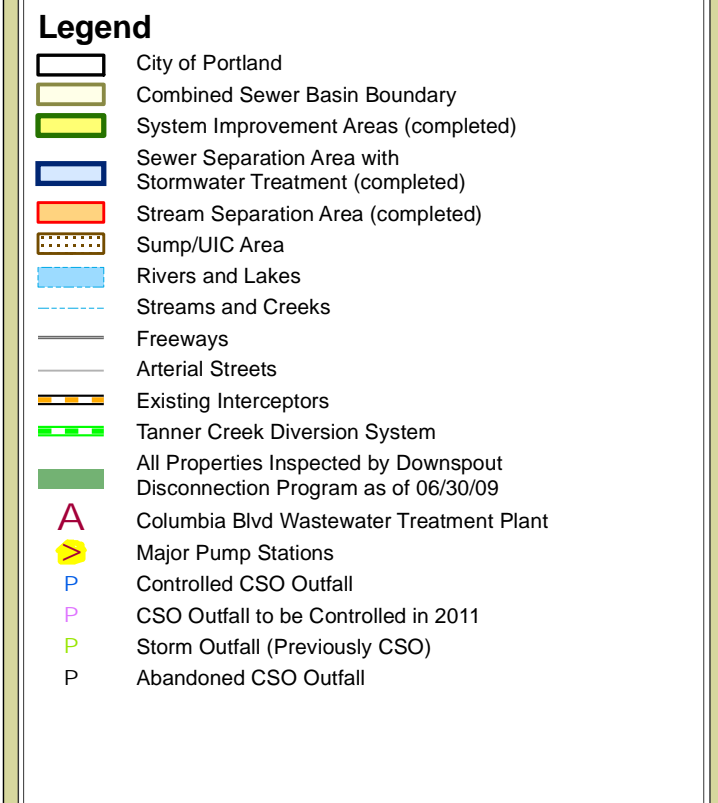 Legend
City of Portland
Combined Sewer Basin Boundary
System Improvement Areas (completed)
Sewer Separation Area with
Stormwater Treatment (completed)
Stream Separation Area (completed)
Sump/UIC Area
Rivers and Lakes
Streams and Creeks
Freeways
Arterial Streets
Existing Interceptors
Tanner Creek Diversion System
All Properties Inspected by Downspout
Disconnection Program as of 06/30/09
A Columbia Blvd Wastewater Treatment Plant
> Major Pump Stations
P Controlled CSO Outfall
P CSO Outfall to be Controlled in 2011
P Storm Outfall (Previously CSO)
P Abandoned CSO Outfall